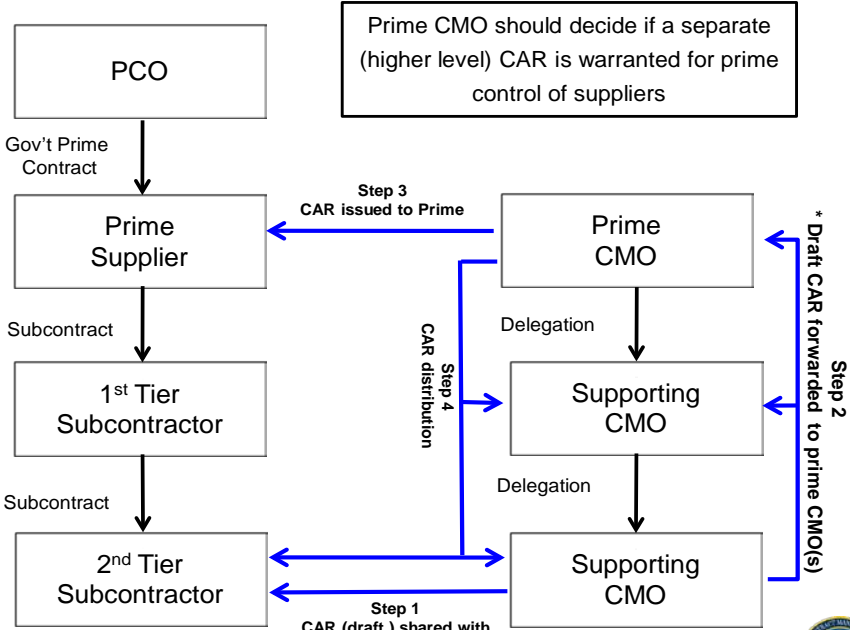 Prime CMO should decide if a separate
(higher level) CAR is warranted for prime
control of suppliers
PCO
Gov't Prime
Contract
Step 3
CAR issued to Prime
Prime
Supplier
Prime
CMO
Step 2
* Draft CAR forwarded to prime CMO(s)
Subcontract
Delegation
Step 4
CAR distribution
1st Tier
Subcontractor
Supporting
CMO
Subcontract
Delegation
2nd Tier
Subcontractor
Supporting
CMO
Step 1
CAR (draft ) shared with